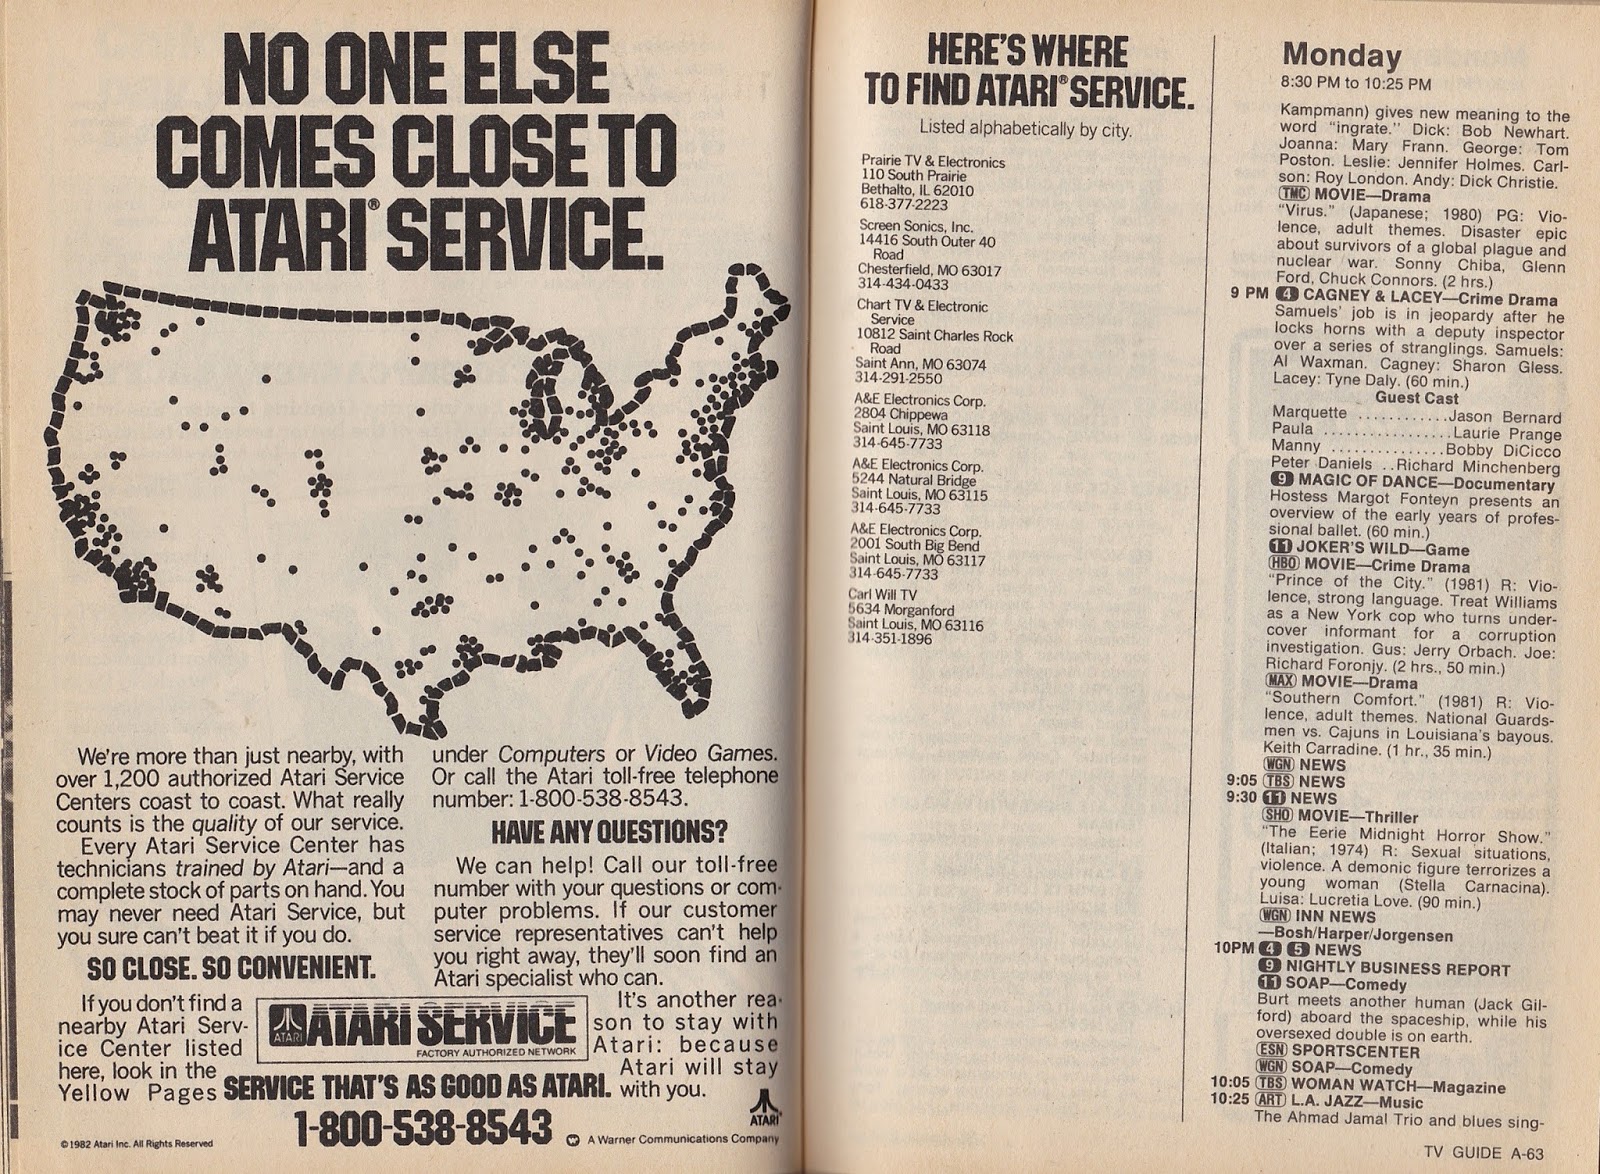 NO ONE ELSE
COMES CLOSE TO
ATARI® SERVICE.
We're more than just nearby, with
over 1,200 authorized Atari Service
Centers coast to coast. What really
counts is the quality of our service.
Every Atari Service Center has
technicians trained by Atari—and a
complete stock of parts on hand. You
may never need Atari Service, but
you sure can't beat it if you do.
SO CLOSE. SO CONVENIENT.
If you don't find a
nearby Atari Serv-
ice Center listed
here, look in the
Yellow Pages
under Computers or Video Games.
Or call the Atari toll-free telephone
number: 1-800-538-8543.
HAVE ANY QUESTIONS?
We can help! Call our toll-free
number with your questions or com-
puter problems. If our customer
service representatives can't help
you right away, they'll soon find an
Atari specialist who can.
It's another rea-
son to stay with
Atari: because
Atari will stay
with you.
ATARI
ATARI SERVICE
FACTORY AUTHORIZED NETWORK
SERVICE THAT'S AS GOOD AS ATARI.
1-800-538-8543
ATARI
© 1982 Atari Inc. All Rights Reserved
A Warner Communications Company
HERE'S WHERE
TO FIND ATARI® SERVICE.
Listed alphabetically by city.
Prairie TV & Electronics
110 South Prairie
Bethalto, IL 62010
618-377-2223
Screen Sonics, Inc.
14416 South Outer 40
Road
Chesterfield, MO 63017
314-434-0433
Chart TV & Electronic
Service
10812 Saint Charles Rock
Road
Saint Ann, MO 63074
314-291-2550
A&E Electronics Corp.
2804 Chippewa
Saint Louis, MO 63118
314-645-7733
A&E Electronics Corp.
5244 Natural Bridge
Saint Louis, MO 63115
314-645-7733
A&E Electronics Corp.
2001 South Big Bend
Saint Louis, MO 63117
314-645-7733
Carl Will TV
5634 Morganford
Saint Louis, MO 63116
314-351-1896
Monday
8:30 PM to 10:25 PM
Kampmann) gives new meaning to the
word "ingrate." Dick: Bob Newhart.
Joanna: Mary Frann. George: Tom
Poston. Leslie: Jennifer Holmes. Carl-
son: Roy London. Andy: Dick Christie.
TMC MOVIE—Drama
"Virus." (Japanese; 1980) PG: Vio-
lence, adult themes. Disaster epic
about survivors of a global plague and
nuclear war. Sonny Chiba, Glenn
Ford, Chuck Connors. (2 hrs.)
9 PM 4 CAGNEY & LACEY—Crime Drama
Samuels' job is in jeopardy after he
locks horns with a deputy inspector
over a series of stranglings. Samuels:
Al Waxman. Cagney: Sharon Gless.
Lacey: Tyne Daly. (60 min.)
Guest Cast
Marquette ............Jason Bernard
Paula .................Laurie Prange
Manny ...............Bobby DiCicco
Peter Daniels ..Richard Minchenberg
9 MAGIC OF DANCE—Documentary
Hostess Margot Fonteyn presents an
overview of the early years of profes-
sional ballet. (60 min.)
11 JOKER'S WILD—Game
HBO MOVIE—Crime Drama
"Prince of the City." (1981) R: Vio-
lence, strong language. Treat Williams
as a New York cop who turns under-
cover informant for a corruption
investigation. Gus: Jerry Orbach. Joe:
Richard Foronjy. (2 hrs., 50 min.)
MAX MOVIE—Drama
"Southern Comfort." (1981) R: Vio-
lence, adult themes. National Guards-
men vs. Cajuns in Louisiana's bayous.
Keith Carradine. (1 hr., 35 min.)
WGN NEWS
9:05 TBS NEWS
9:30 11 NEWS
SHO MOVIE—Thriller
"The Eerie Midnight Horror Show."
(Italian; 1974) R: Sexual situations,
violence. A demonic figure terrorizes a
young woman (Stella Carnacina).
Luisa: Lucretia Love. (90 min.)
WGN INN NEWS
—Bosh/Harper/Jorgensen
10PM 4 5 NEWS
9 NIGHTLY BUSINESS REPORT
11 SOAP—Comedy
Burt meets another human (Jack Gil-
ford) aboard the spaceship, while his
oversexed double is on earth.
ESN SPORTSCENTER
WGN SOAP—Comedy
10:05 TBS WOMAN WATCH—Magazine
10:25 ART L.A. JAZZ—Music
The Ahmad Jamal Trio and blues sing-
TV GUIDE A-63